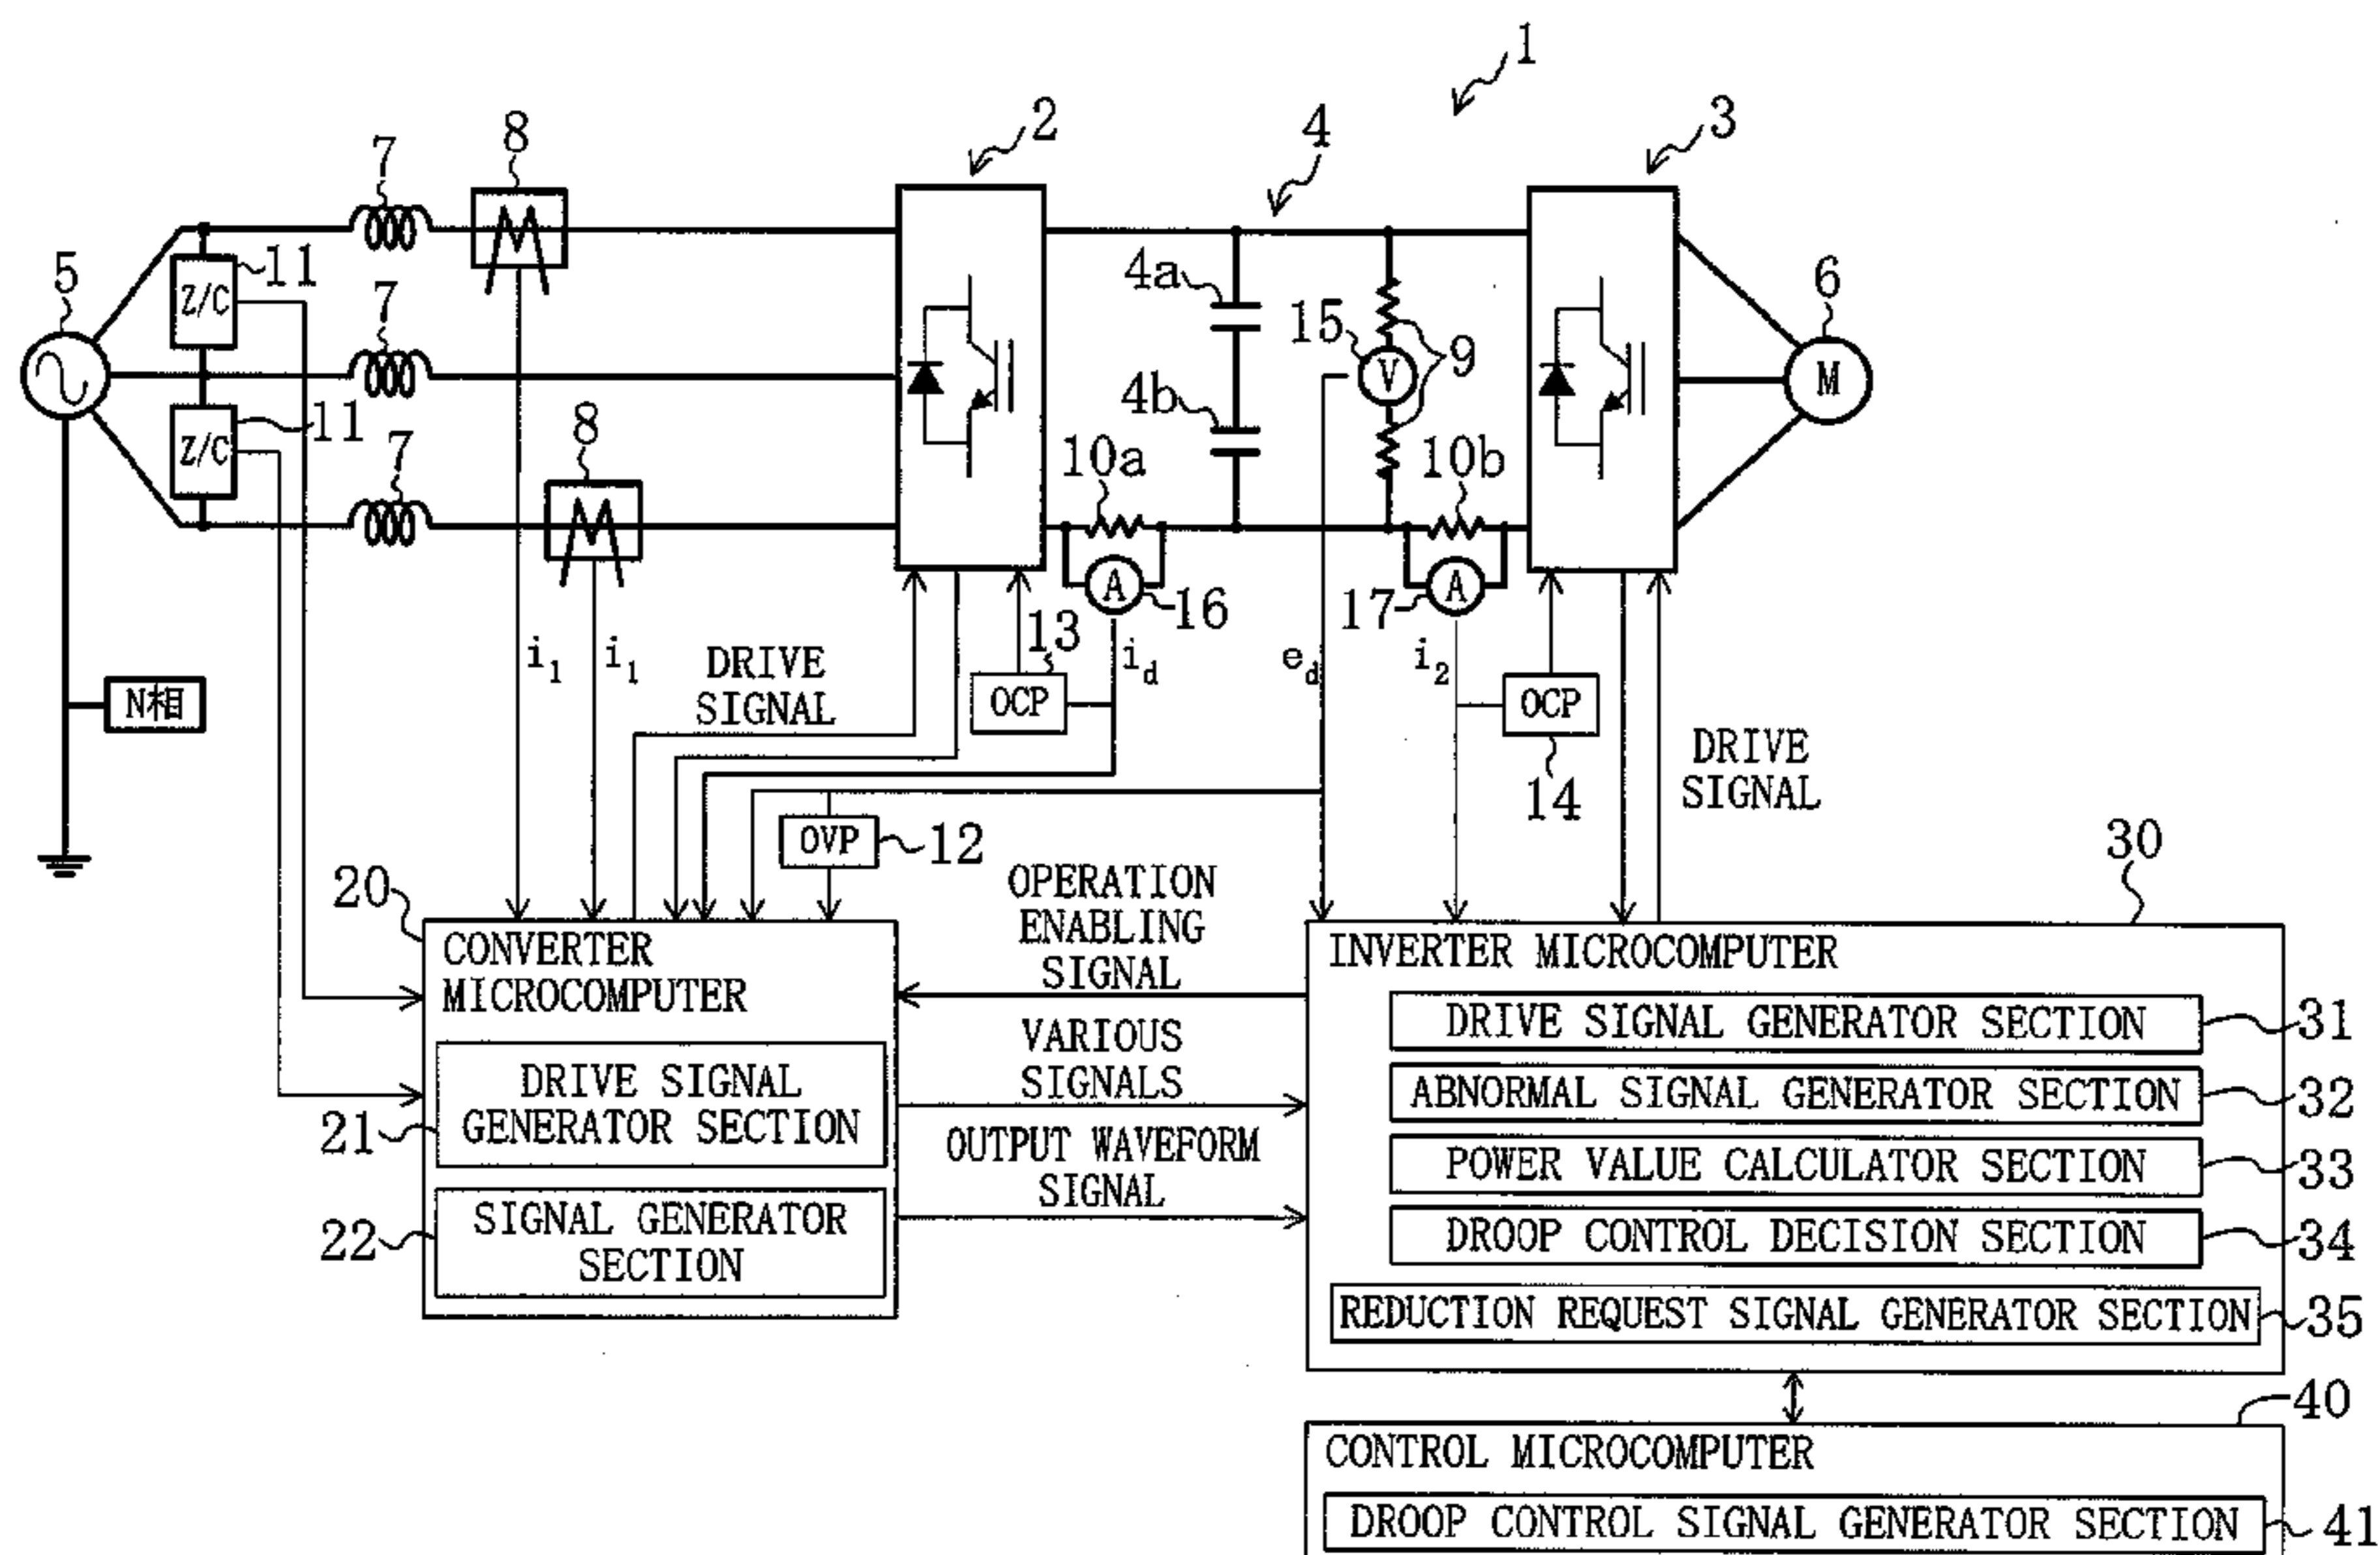 1
2
3
4
8
7
5
11
Z/C
7
4a
15
9
6
V
M
4b
11
Z/C
7
8
10a
10b
A
16
17
A
13
i1
i1
DRIVE
SIGNAL
id
ed
i2
OCP
OCP
N相
14
DRIVE
SIGNAL
OVP
12
20
30
OPERATION
ENABLING
SIGNAL
CONVERTER
MICROCOMPUTER
INVERTER MICROCOMPUTER
DRIVE SIGNAL GENERATOR SECTION
31
VARIOUS
SIGNALS
DRIVE SIGNAL
GENERATOR SECTION
21
ABNORMAL SIGNAL GENERATOR SECTION
32
OUTPUT WAVEFORM
SIGNAL
POWER VALUE CALCULATOR SECTION
33
SIGNAL GENERATOR
SECTION
22
DROOP CONTROL DECISION SECTION
34
REDUCTION REQUEST SIGNAL GENERATOR SECTION
35
40
CONTROL MICROCOMPUTER
DROOP CONTROL SIGNAL GENERATOR SECTION
41